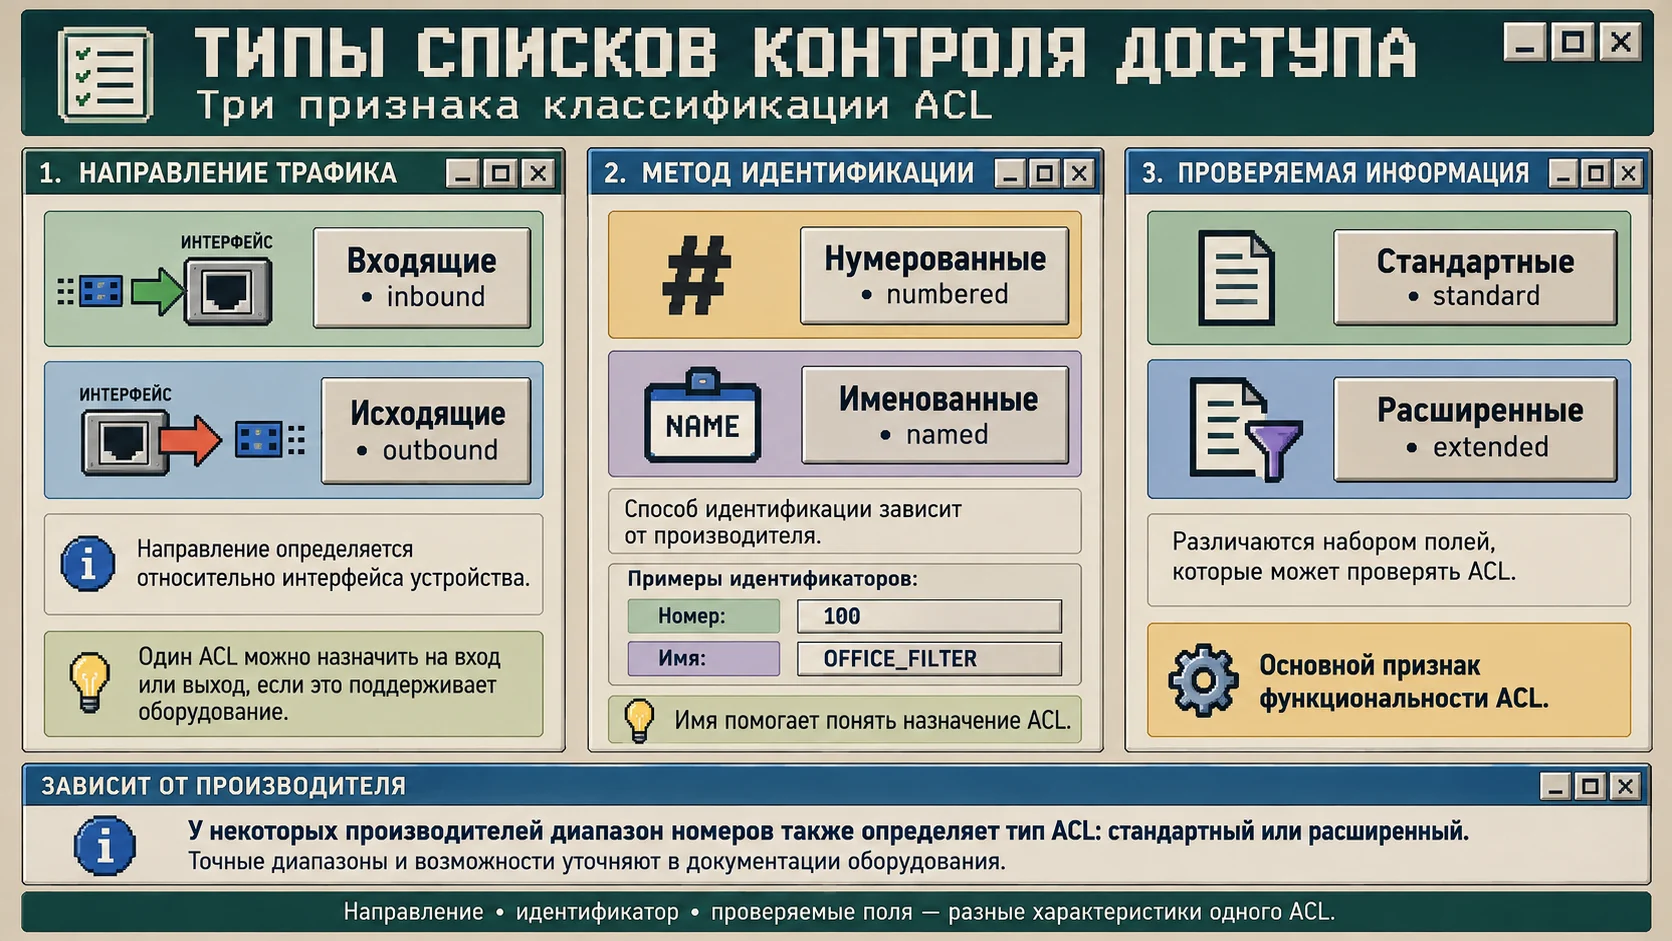 ТИПЫ СПИСКОВ КОНТРОЛЯ ДОСТУПА
Три признака классификации ACL
1. НАПРАВЛЕНИЕ ТРАФИКА
ИНТЕРФЕЙС
Входящие
• inbound
ИНТЕРФЕЙС
Исходящие
• outbound
Направление определяется
относительно интерфейса устройства.
Один ACL можно назначить на вход
или выход, если это поддерживает
оборудование.
2. МЕТОД ИДЕНТИФИКАЦИИ
#
Нумерованные
• numbered
NAME
Именованные
• named
Способ идентификации зависит
от производителя.
Примеры идентификаторов:
Номер: 100
Имя: OFFICE_FILTER
Имя помогает понять назначение ACL.
3. ПРОВЕРЯЕМАЯ ИНФОРМАЦИЯ
Стандартные
• standard
Расширенные
• extended
Различаются набором полей,
которые может проверять ACL.
Основной признак
функциональности ACL.
ЗАВИСИТ ОТ ПРОИЗВОДИТЕЛЯ
У некоторых производителей диапазон номеров также определяет тип ACL: стандартный или расширенный.
Точные диапазоны и возможности уточняют в документации оборудования.
Направление • идентификатор • проверяемые поля — разные характеристики одного ACL.